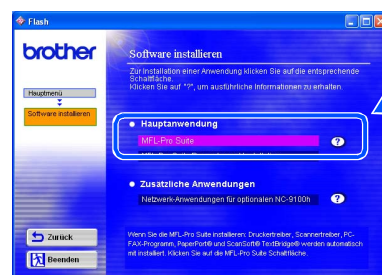 Flash
brother
Software installieren
Zur Installation einer Anwendung klicken Sie auf die entsprechende
Schaltfläche.
Klicken Sie auf "?", um ausführliche Informationen zu erhalten.
Hauptmenü
Software installieren
Hauptanwendung
MFL-Pro Suite
?
MFL-Pro Suite
Zusätzliche Anwendungen
Netzwerk-Anwendungen für optionalen NC-9100h
?
Zurück
Beenden
Wenn Sie die MFL-Pro Suite installieren: Druckertreiber, Scannertreiber, PC-
FAX-Programm, PaperPort® und ScanSoft® TextBridge® werden automatisch
mit installiert. Klicken Sie auf die MFL-Pro Suite Schaltfläche.